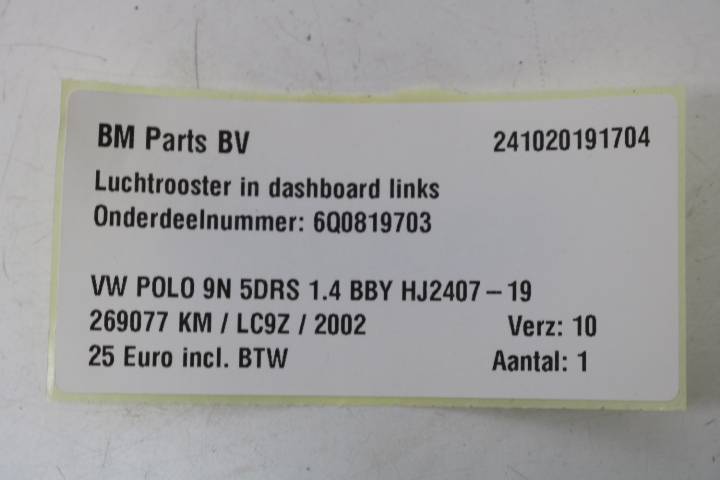 BM Parts BV 241020191704
Luchtrooster in dashboard links
Onderdeelnummer: 6Q0819703
VW POLO 9N 5DRS 1.4 BBY HJ2407-19
269077 KM / LC9Z / 2002 Verz: 10
25 Euro incl. BTW Aantal: 1